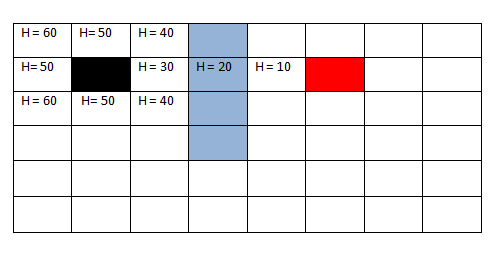 H = 60 H= 50 H = 40
H= 50 H = 30 H = 20 H = 10
H = 60 H= 50 H = 40